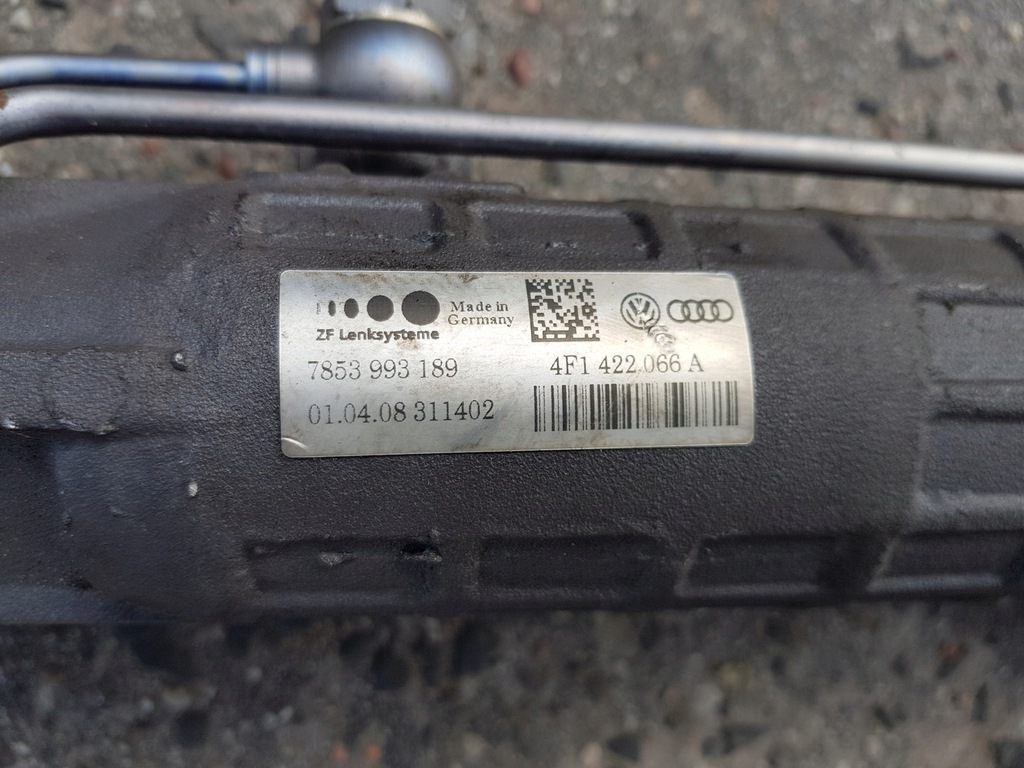 Made in
Germany
ZF Lenksysteme
7853 993 189
4F1 422 066 A
01.04.08 311402